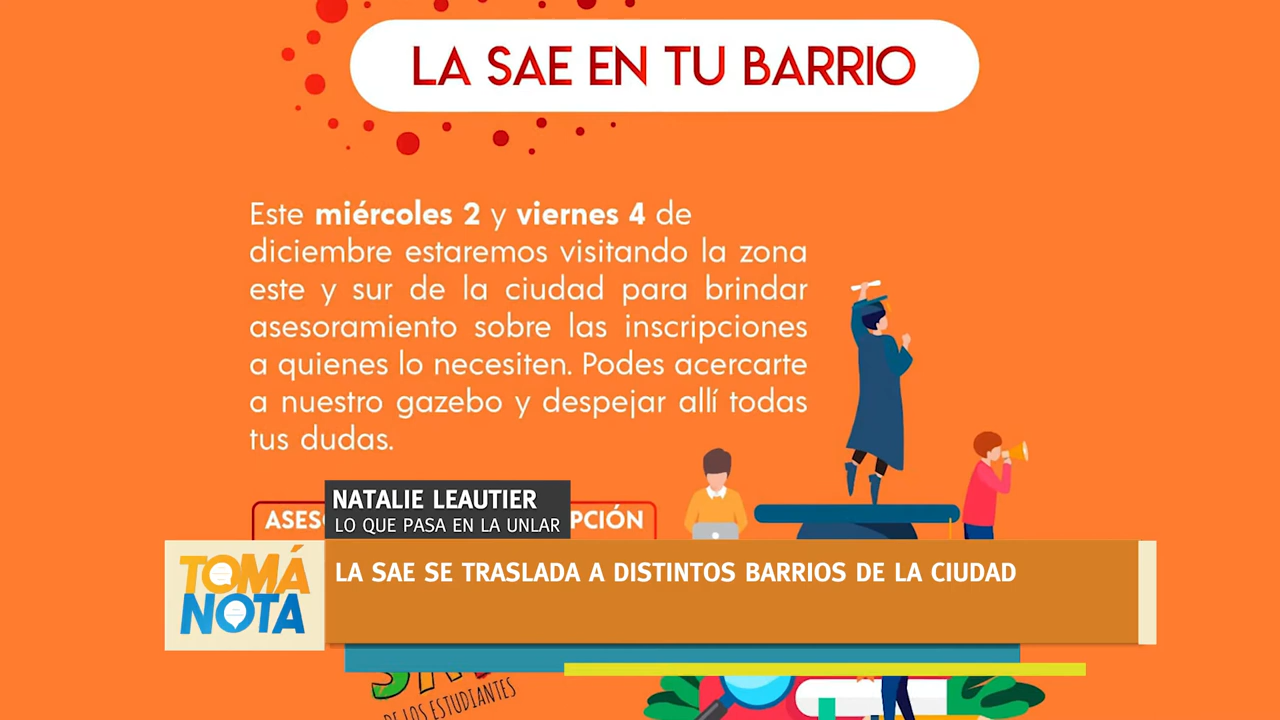 LA SAE EN TU BARRIO
Este miércoles 2 y viernes 4 de
diciembre estaremos visitando la zona
este y sur de la ciudad para brindar
asesoramiento sobre las inscripciones
a quienes lo necesiten. Podes acercarte
a nuestro gazebo y despejar allí todas
tus dudas.
NATALIE LEAUTIER
LO QUE PASA EN LA UNLAR
TOMÁ
NOTA
LA SAE SE TRASLADA A DISTINTOS BARRIOS DE LA CIUDAD
DE LOS ESTUDIANTES